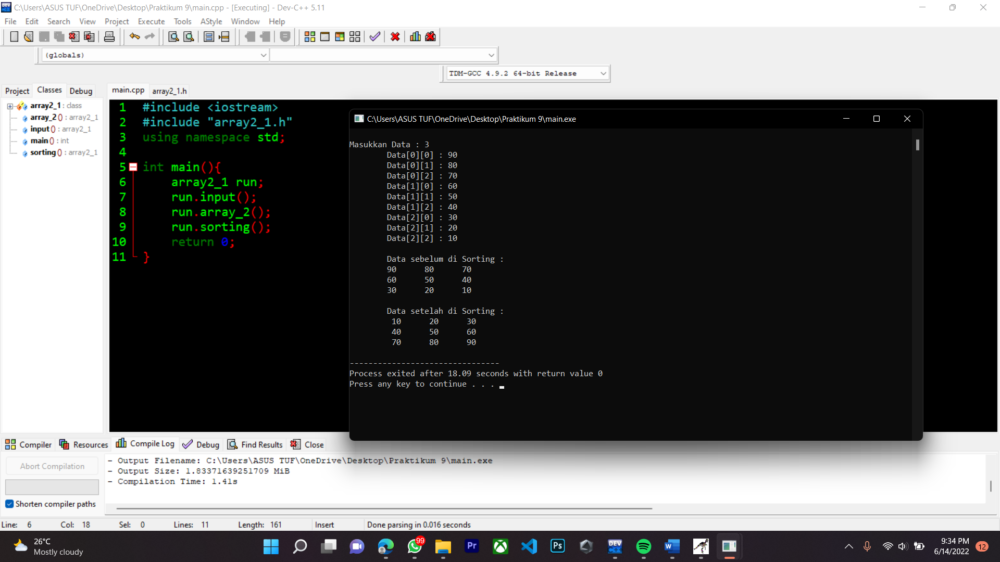 C:\Users\ASUS TUF\OneDrive\Desktop\Praktikum 9\main.cpp - [Executing] - Dev-C++ 5.11
File Edit Search View Project Execute Tools AStyle Window Help
(globals)
TDM-GCC 4.9.2 64-bit Release
Project Classes Debug
main.cpp array2_1.h
array2_1 : class
array_2 () : array2_1
input () : array2_1
main () : int
sorting () : array2_1
1 #include <iostream>
2 #include "array2_1.h"
3 using namespace std;
4
5 int main(){
6 array2_1 run;
7 run.input();
8 run.array_2();
9 run.sorting();
10 return 0;
11 }
C:\Users\ASUS TUF\OneDrive\Desktop\Praktikum 9\main.exe
Masukkan Data : 3
Data[0][0] : 90
Data[0][1] : 80
Data[0][2] : 70
Data[1][0] : 60
Data[1][1] : 50
Data[1][2] : 40
Data[2][0] : 30
Data[2][1] : 20
Data[2][2] : 10
Data sebelum di Sorting :
90 80 70
60 50 40
30 20 10
Data setelah di Sorting :
10 20 30
40 50 60
70 80 90
--------------------------------
Process exited after 18.09 seconds with return value 0
Press any key to continue . . .
Compiler Resources Compile Log Debug Find Results Close
Abort Compilation
Shorten compiler paths
- Output Filename: C:\Users\ASUS TUF\OneDrive\Desktop\Praktikum 9\main.exe
- Output Size: 1.83371639251709 MiB
- Compilation Time: 1.41s
Line: 6 Col: 18 Sel: 0 Lines: 11 Length: 161 Insert Done parsing in 0.016 seconds
26°C
Mostly cloudy
99
Pr
Ps
DEV
W
9:34 PM
6/14/2022
12